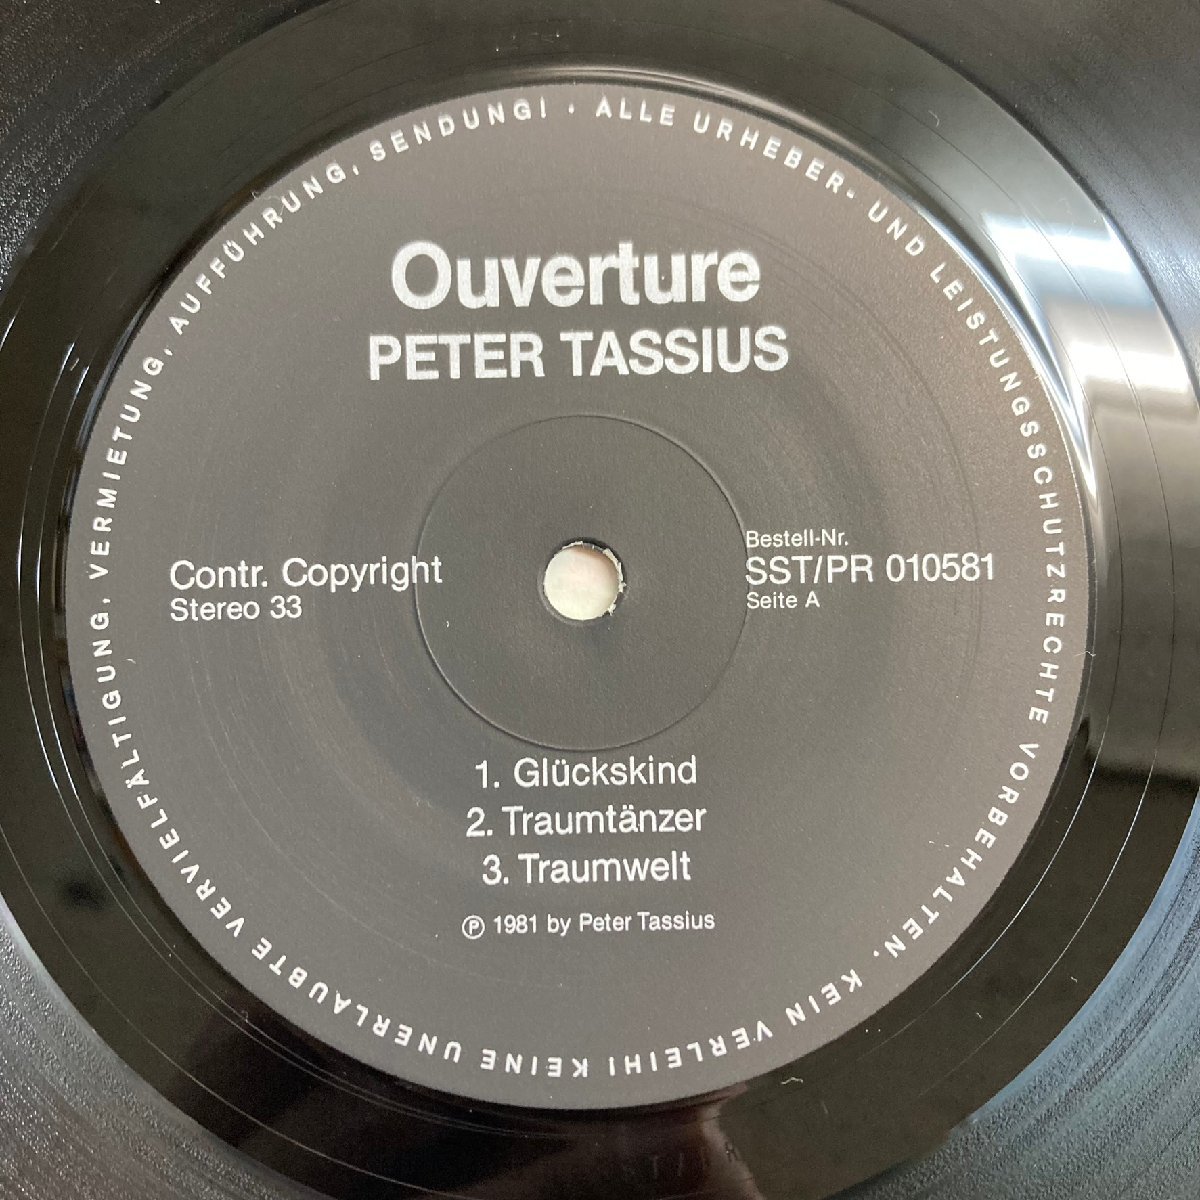 ALLE URHEBER- UND LEISTUNGSSCHUTZRECHTE VORBEHALTEN. KEIN VERLEIH! KEINE UNERLAUBTE VERVIELFÄLTIGUNG, VERMIETUNG, AUFFÜHRUNG, SENDUNG! ·
Ouverture
PETER TASSIUS
Contr. Copyright
Stereo 33
Bestell-Nr.
SST/PR 010581
Seite A
1. Glückskind
2. Traumtänzer
3. Traumwelt
℗ 1981 by Peter Tassius